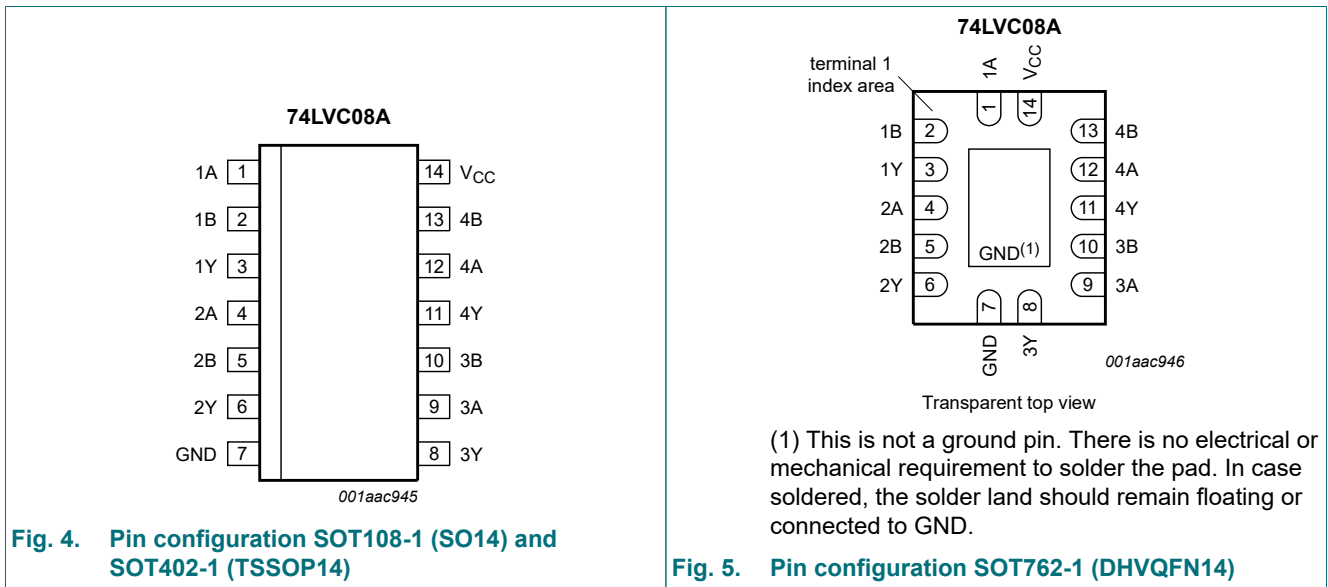 74LVC08A
1A 1
14 VCC
1B 2
13 4B
1Y 3
12 4A
2A 4
11 4Y
2B 5
10 3B
2Y 6
9 3A
GND 7
8 3Y
001aac945
Fig. 4. Pin configuration SOT108-1 (SO14) and
SOT402-1 (TSSOP14)
74LVC08A
terminal 1
index area
1A
VCC
1
14
1B 2
13 4B
1Y 3
12 4A
2A 4
11 4Y
2B 5
10 3B
GND(1)
2Y 6
9 3A
7
8
GND
3Y
001aac946
Transparent top view
(1) This is not a ground pin. There is no electrical or
mechanical requirement to solder the pad. In case
soldered, the solder land should remain floating or
connected to GND.
Fig. 5. Pin configuration SOT762-1 (DHVQFN14)